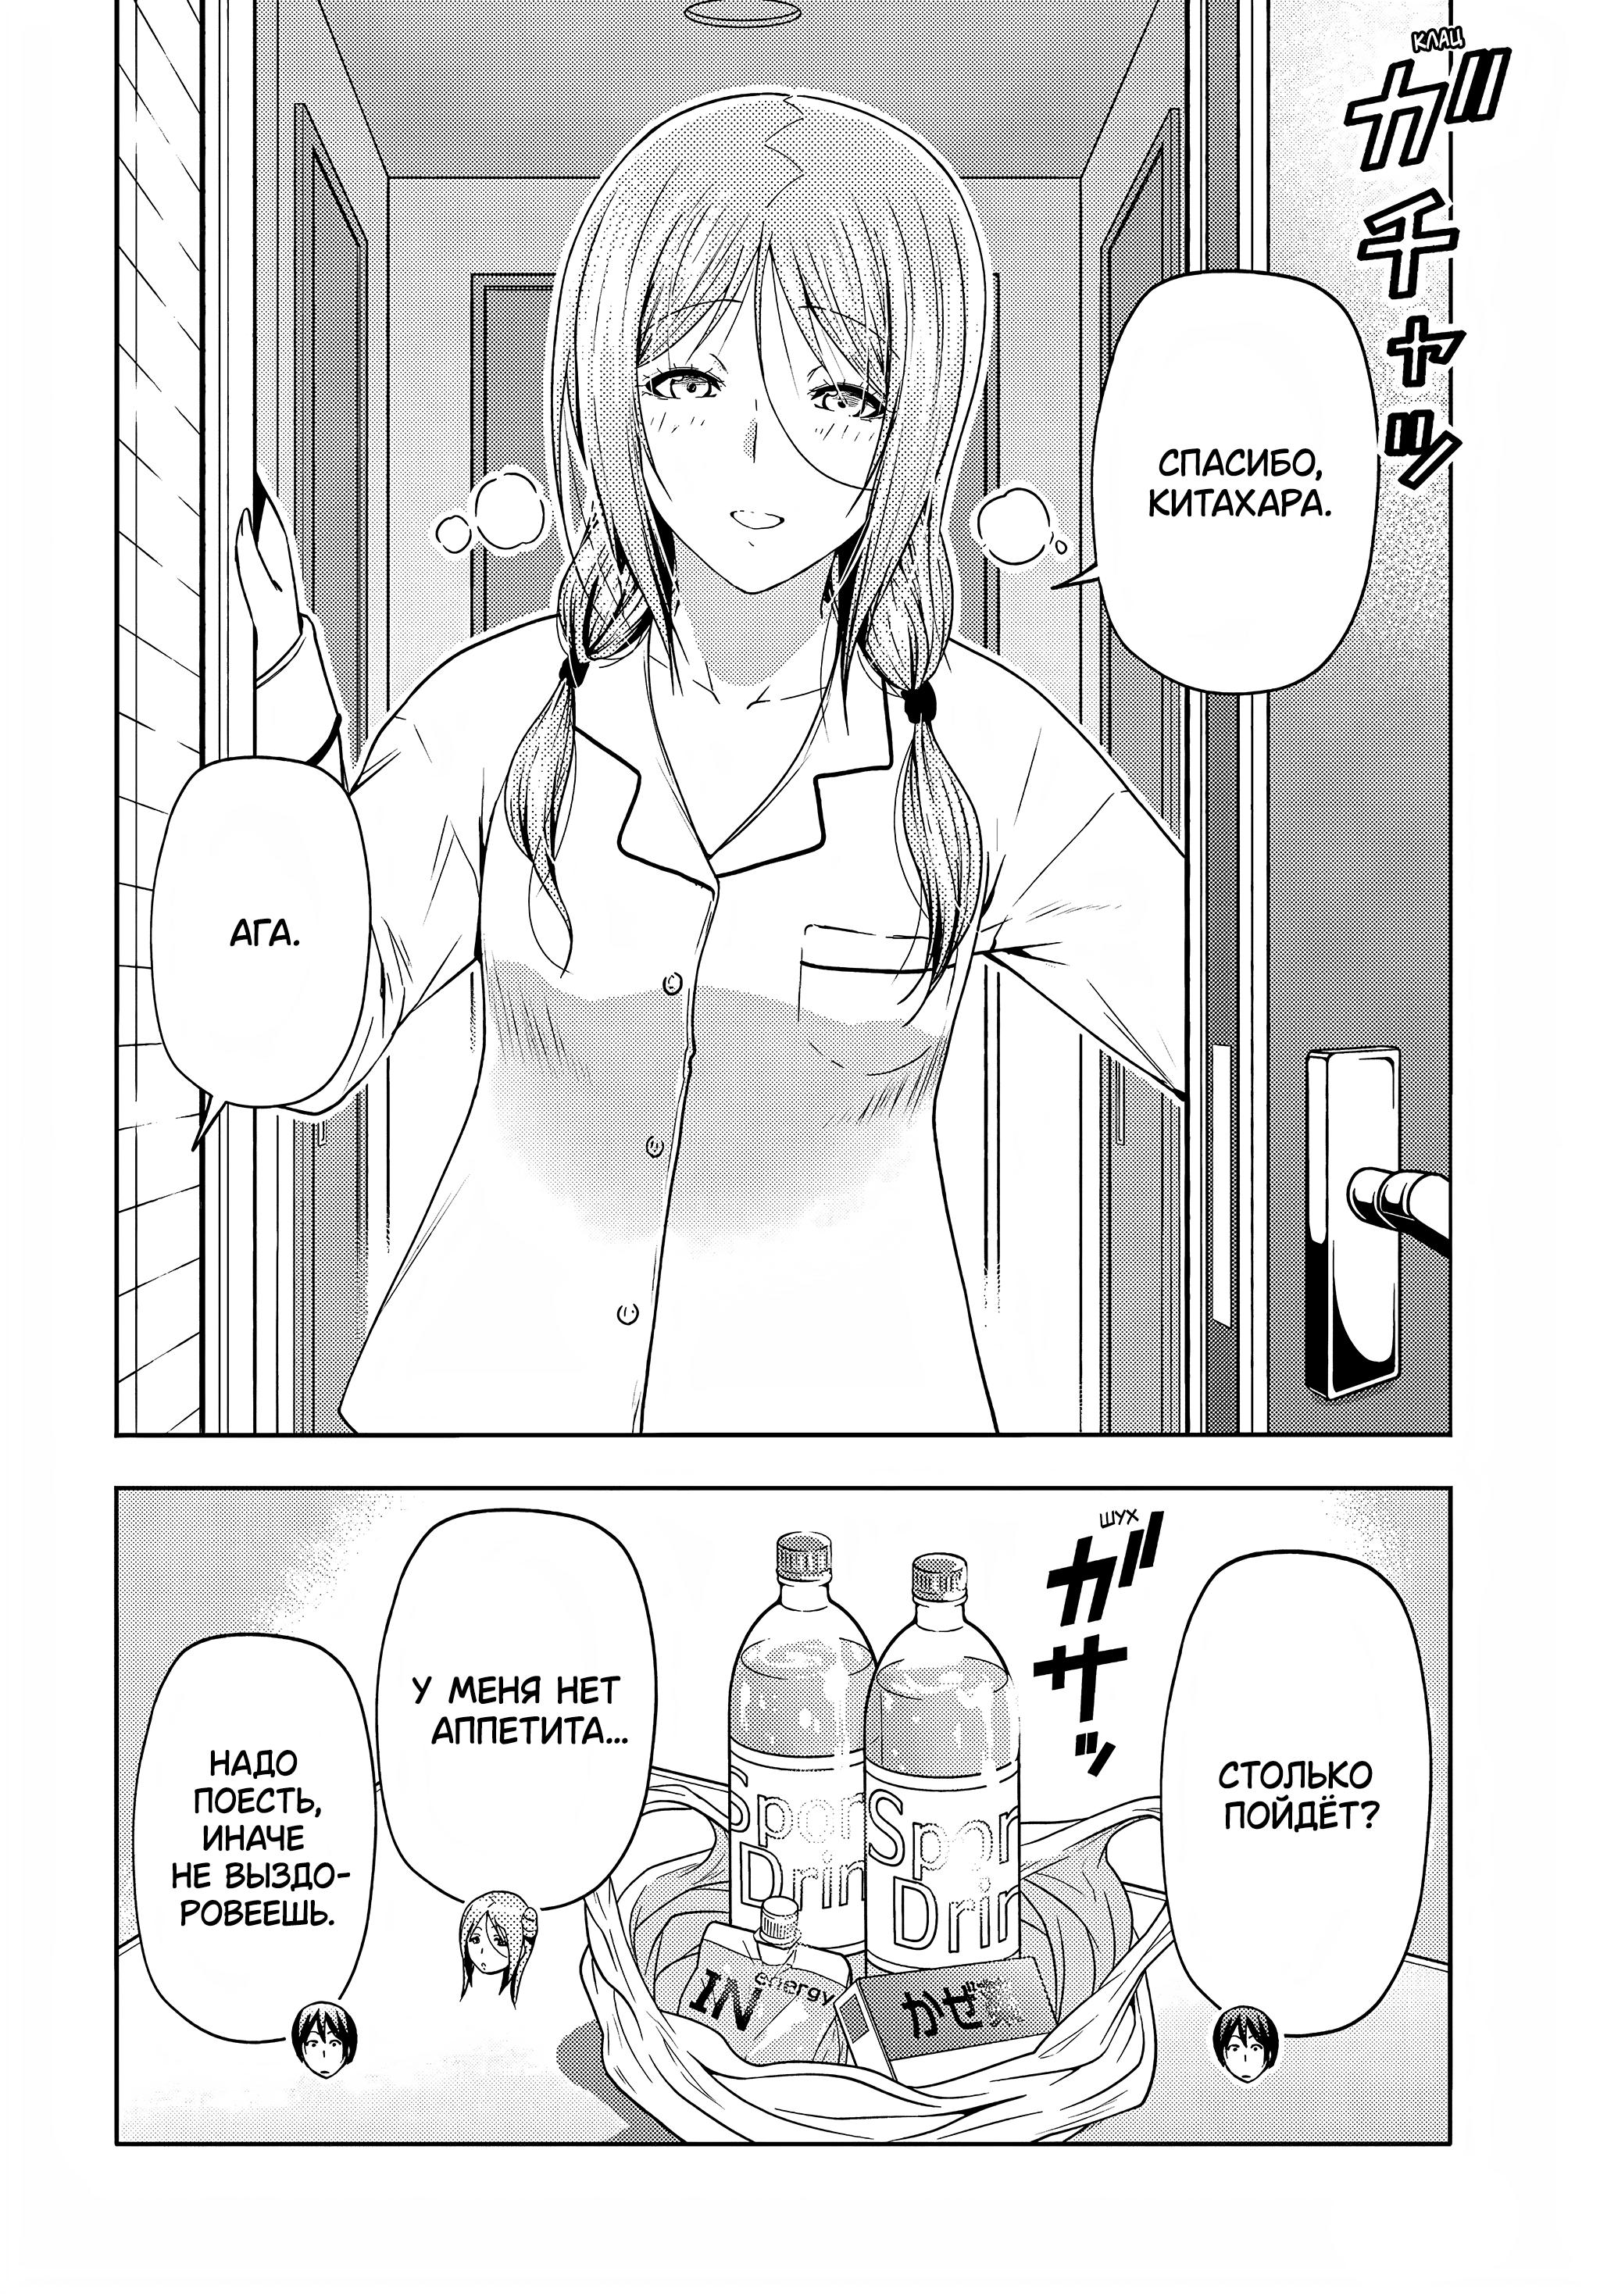 КЛАЦ
ガチャッ
СПАСИБО,
КИТАХАРА.
АГА.
ШУХ
ガサッ
СТОЛЬКО
ПОЙДЁТ?
У МЕНЯ НЕТ
АППЕТИТА...
НАДО
ПОЕСТЬ,
ИНАЧЕ
НЕ ВЫЗДО-
РОВЕЕШЬ.
Spor
Drin
Spor
Drin
IN
energy
かぜ